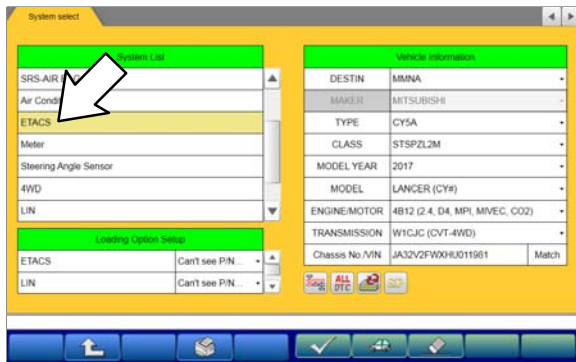 System select
System List
SRS-AIR
Air Condi
ETACS
Meter
Steering Angle Sensor
4WD
LIN
Loading Option Setup
ETACS Can't see P/N...
LIN Can't see P/N...
Vehicle Information
DESTIN MMNA
MAKER MITSUBISHI
TYPE CY5A
CLASS STSPZL2M
MODEL YEAR 2017
MODEL LANCER (CY#)
ENGINE/MOTOR 4B12 (2.4, D4, MPI, MIVEC, CO2)
TRANSMISSION W1CJC (CVT-4WD)
Chassis No./VIN JA32V2FWXHU011981 Match
ALL
DTC